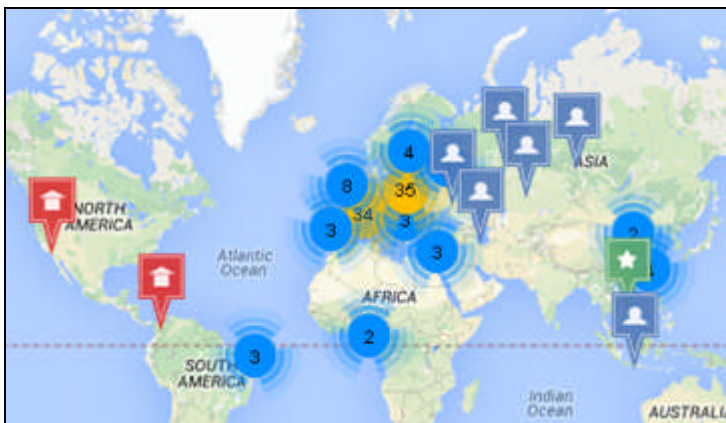 4
ASIA
8
35
NORTH
AMERICA
34
3
3
2
3
Atlantic
Ocean
AFRICA
2
3
SOUTH
AMERICA
Indian
Ocean
AUSTRALIA